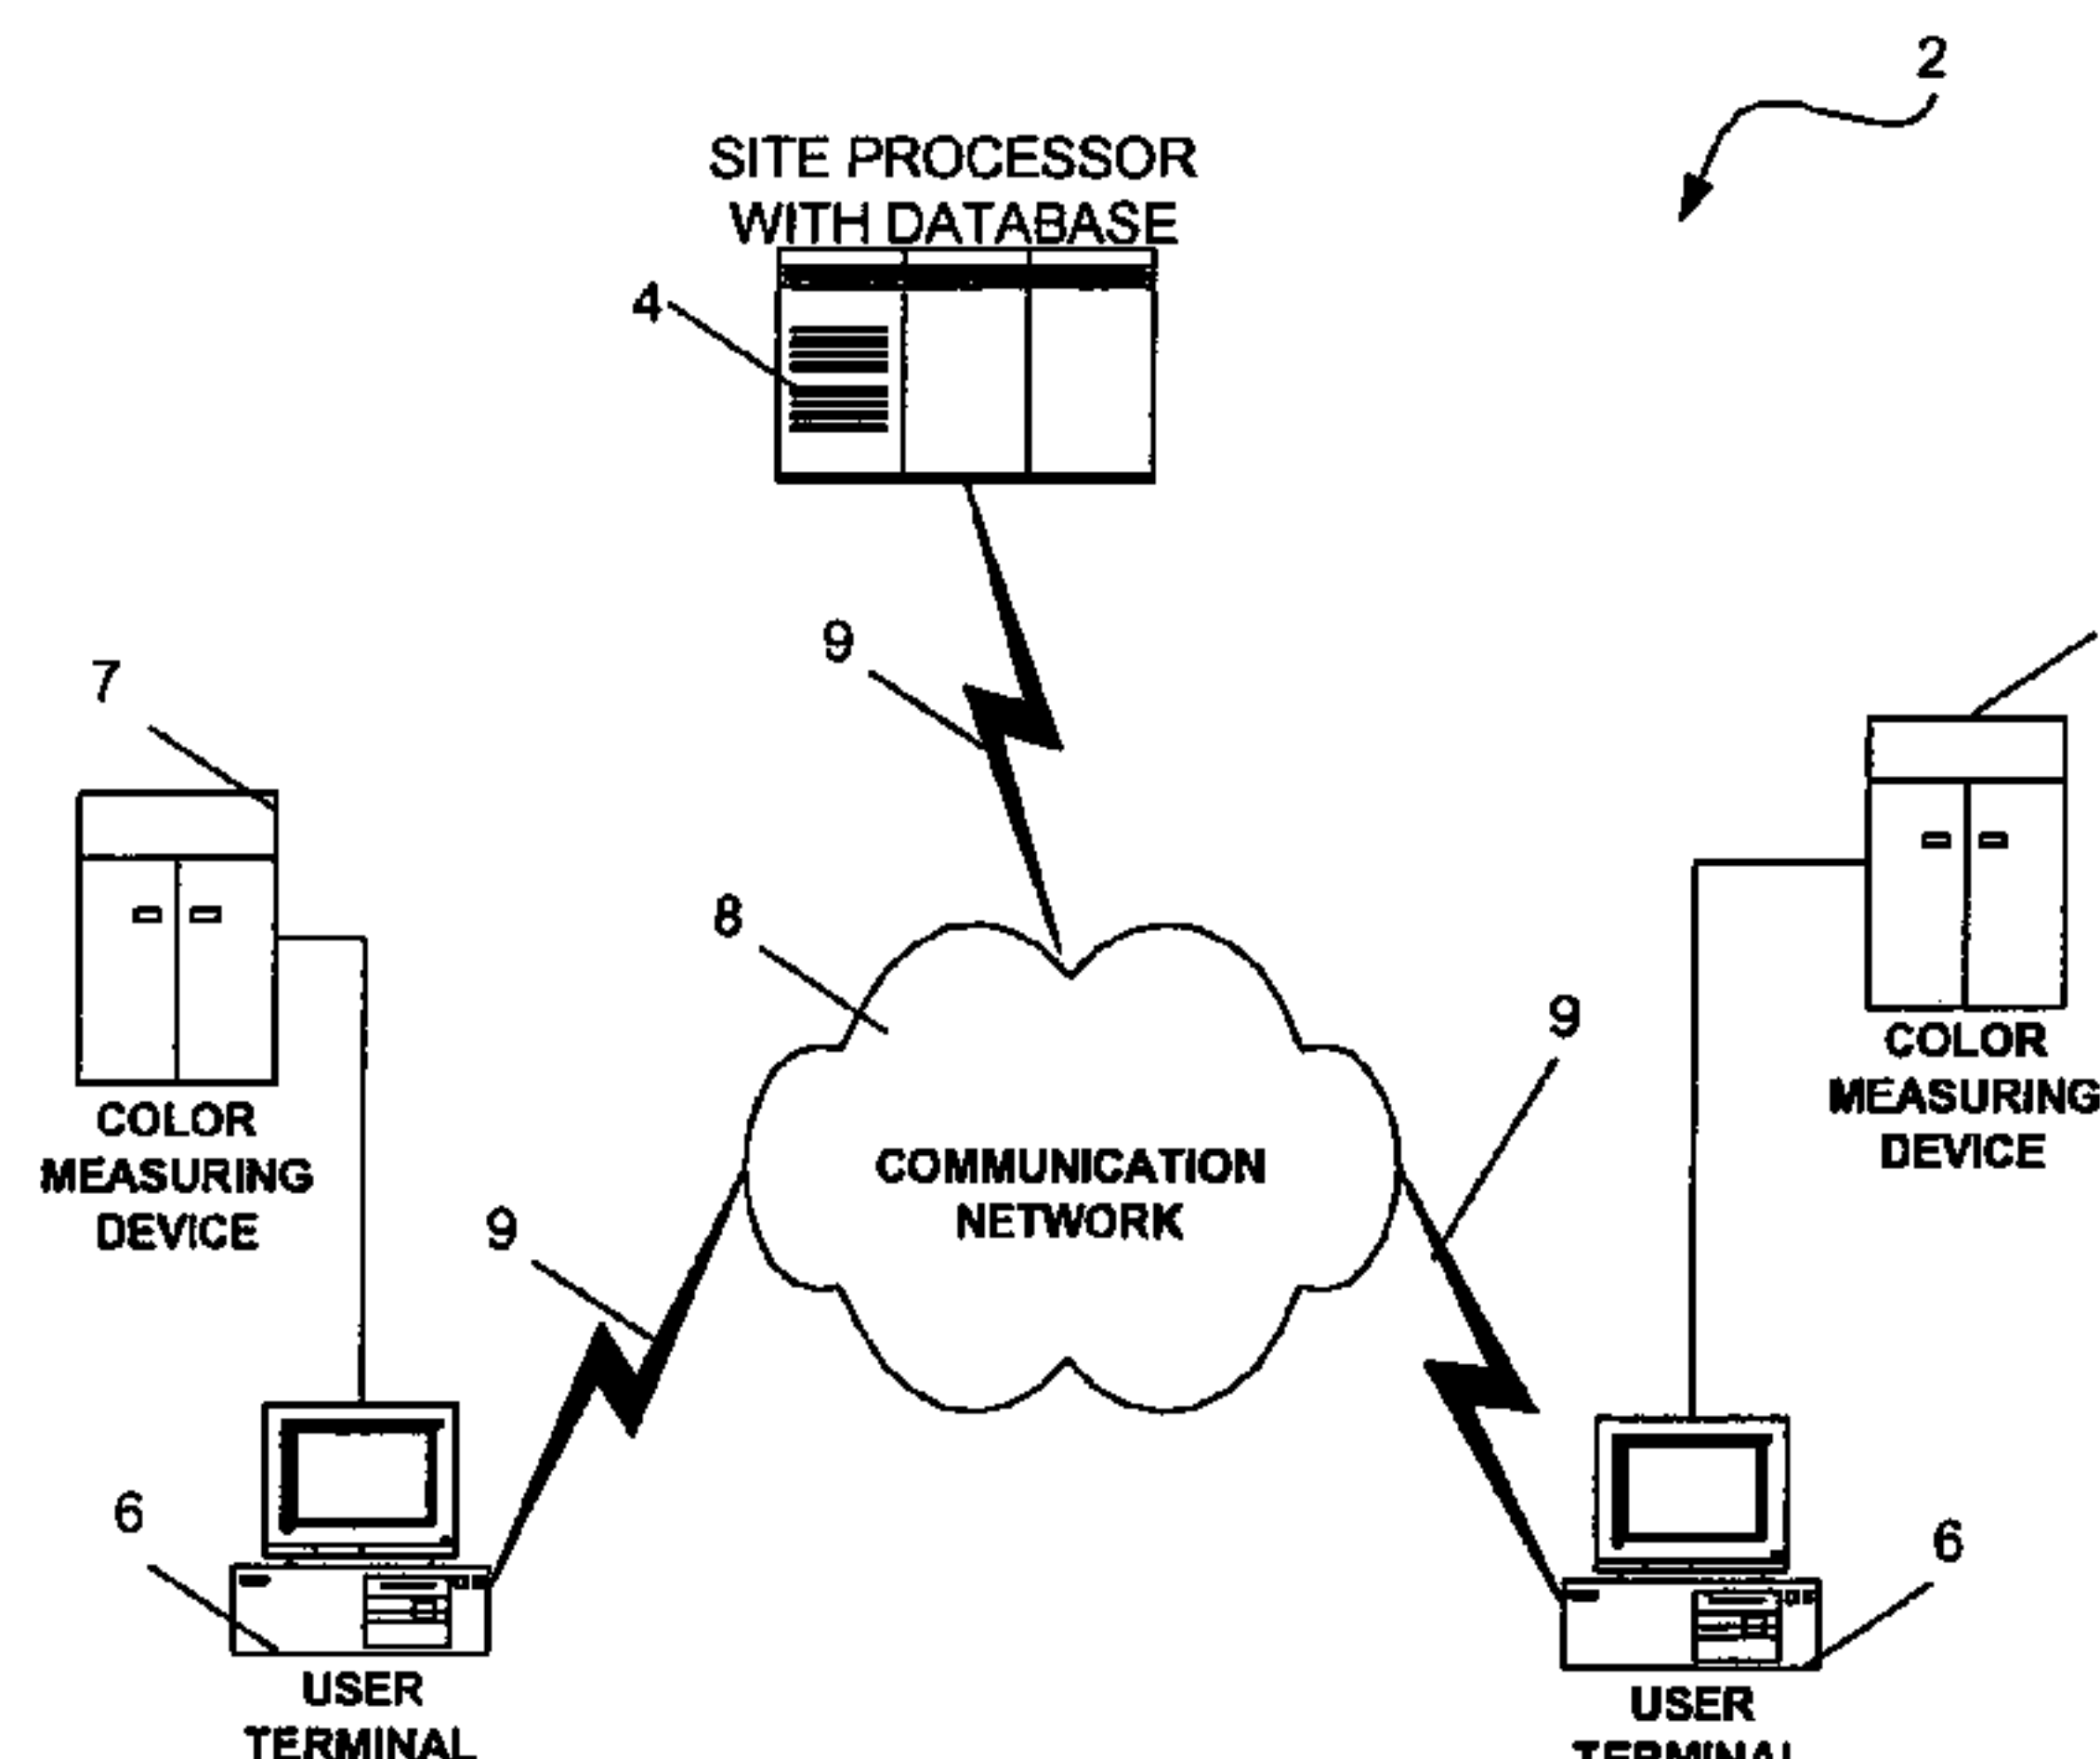 2
SITE PROCESSOR
WITH DATABASE
4
9
7
8
9
COLOR
MEASURING
DEVICE
COLOR
MEASURING
DEVICE
COMMUNICATION
NETWORK
9
6
6
USER
TERMINAL
USER
TERMINAL